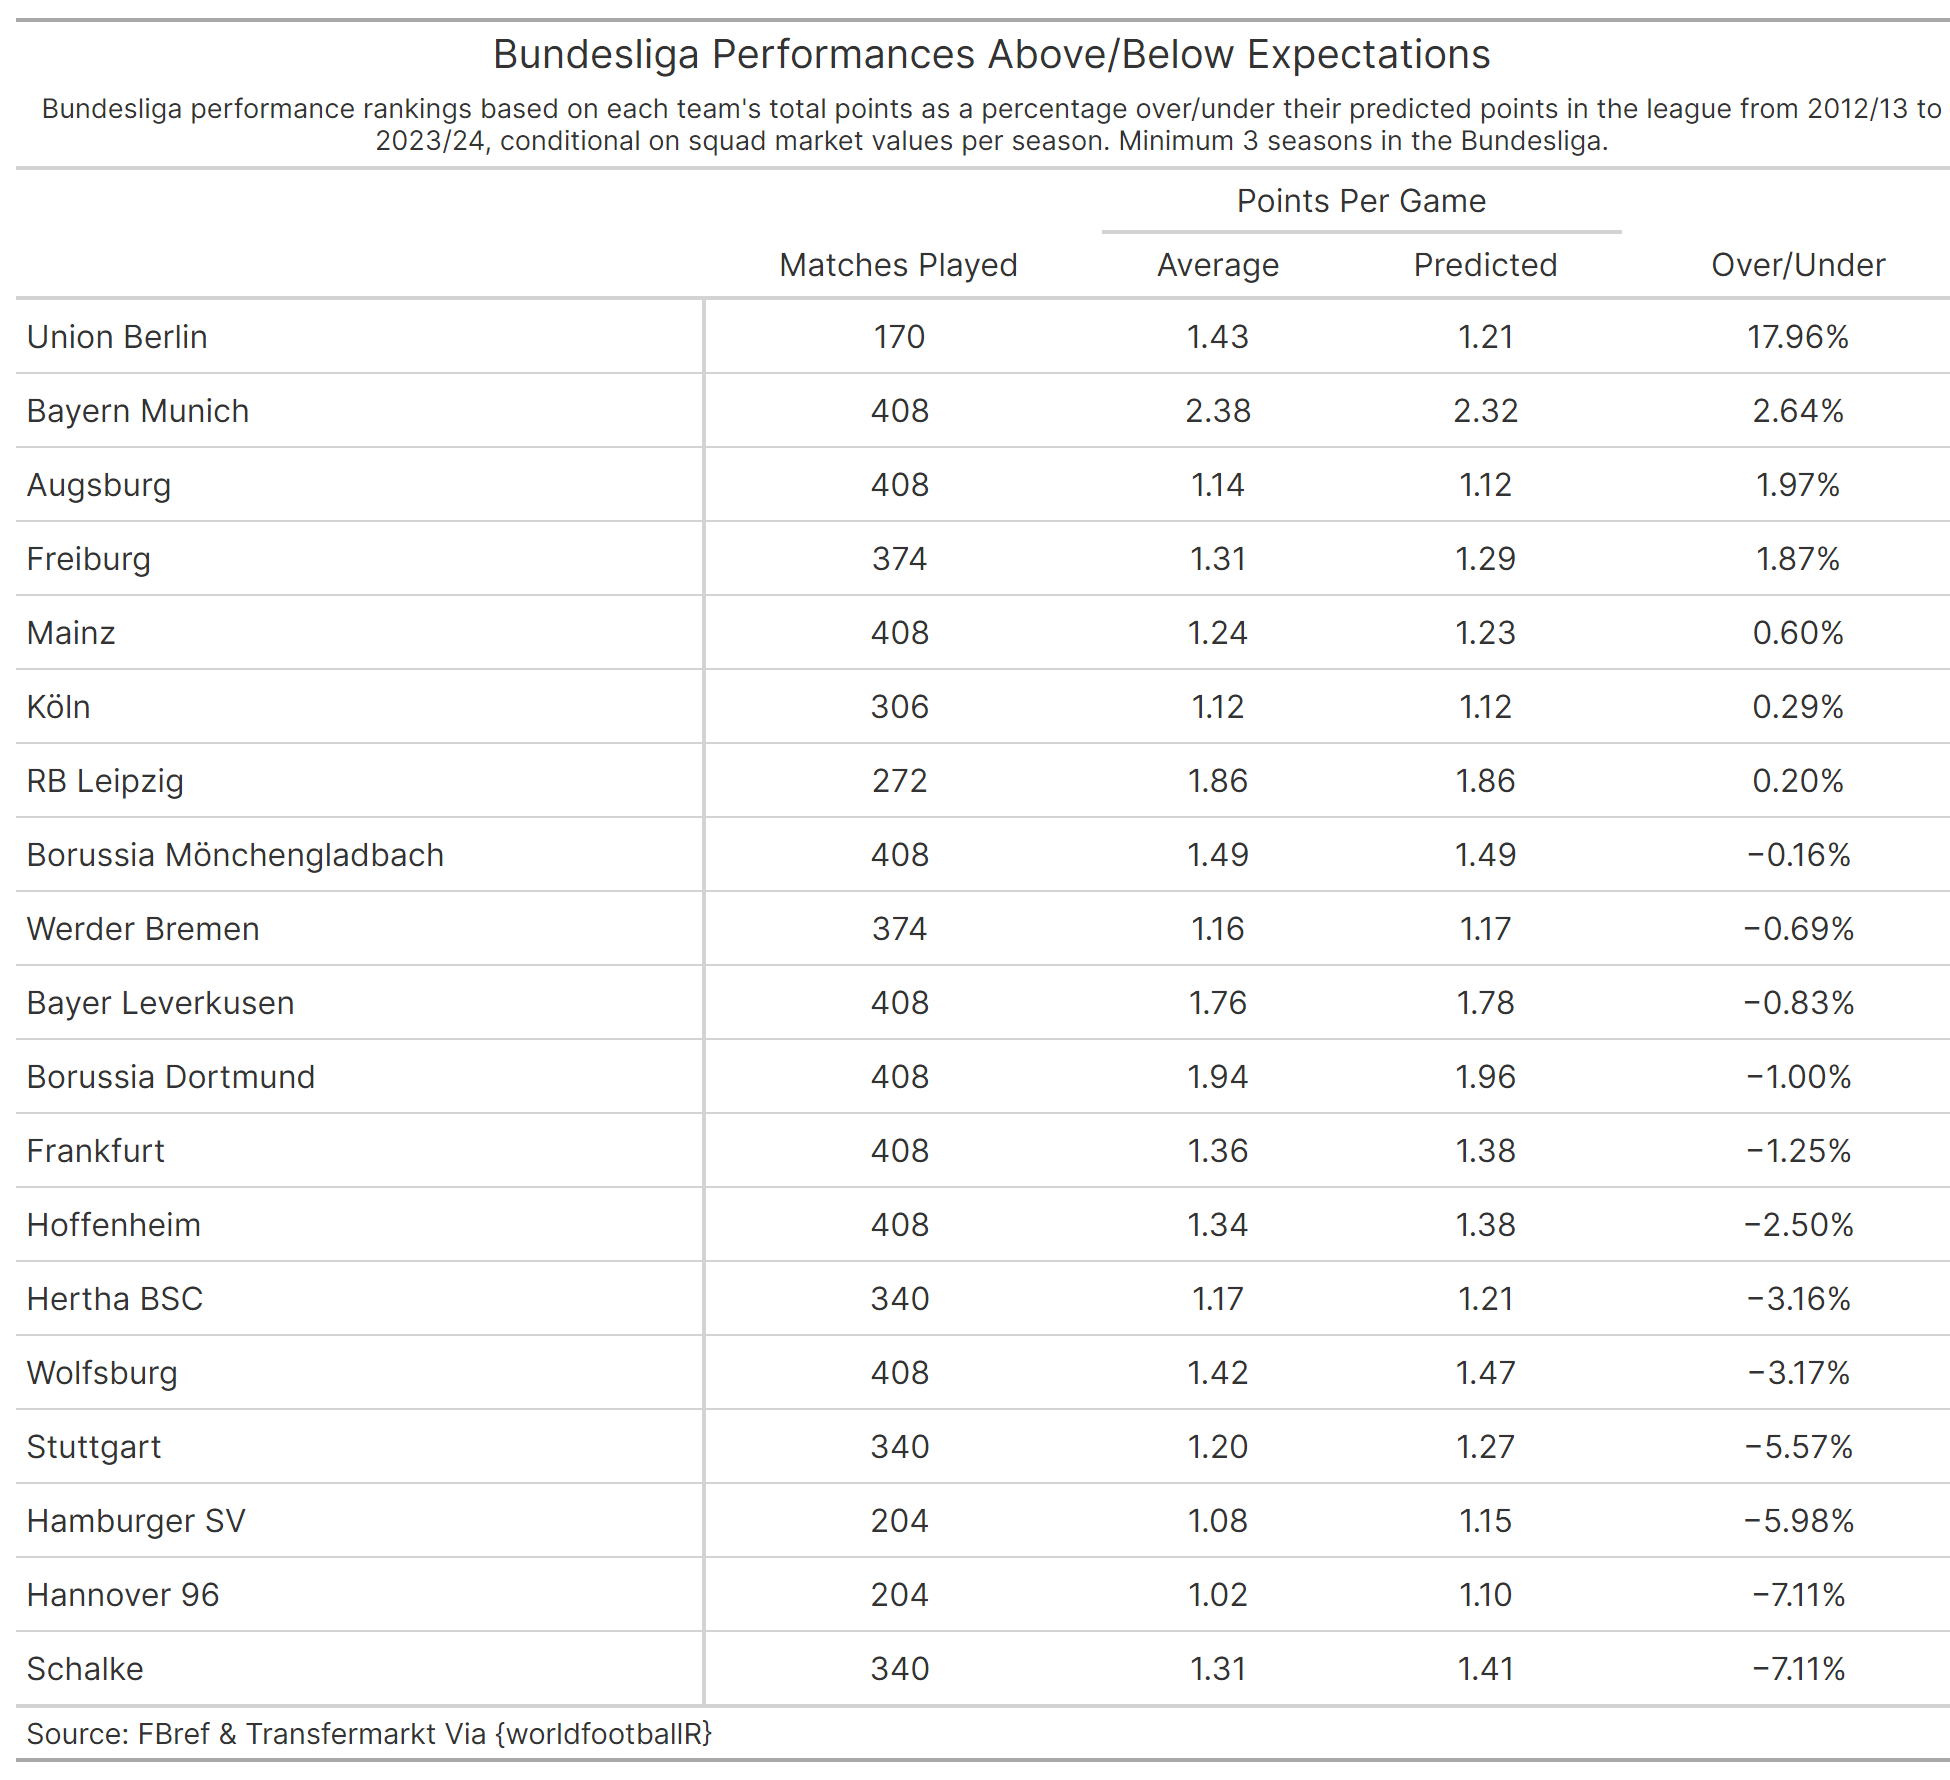 Bundesliga Performances Above/Below Expectations
Bundesliga performance rankings based on each team's total points as a percentage over/under their predicted points in the league from 2012/13 to
2023/24, conditional on squad market values per season. Minimum 3 seasons in the Bundesliga.
Points Per Game
Matches Played Average Predicted Over/Under
Union Berlin 170 1.43 1.21 17.96%
Bayern Munich 408 2.38 2.32 2.64%
Augsburg 408 1.14 1.12 1.97%
Freiburg 374 1.31 1.29 1.87%
Mainz 408 1.24 1.23 0.60%
Köln 306 1.12 1.12 0.29%
RB Leipzig 272 1.86 1.86 0.20%
Borussia Mönchengladbach 408 1.49 1.49 −0.16%
Werder Bremen 374 1.16 1.17 −0.69%
Bayer Leverkusen 408 1.76 1.78 −0.83%
Borussia Dortmund 408 1.94 1.96 −1.00%
Frankfurt 408 1.36 1.38 −1.25%
Hoffenheim 408 1.34 1.38 −2.50%
Hertha BSC 340 1.17 1.21 −3.16%
Wolfsburg 408 1.42 1.47 −3.17%
Stuttgart 340 1.20 1.27 −5.57%
Hamburger SV 204 1.08 1.15 −5.98%
Hannover 96 204 1.02 1.10 −7.11%
Schalke 340 1.31 1.41 −7.11%
Source: FBref & Transfermarkt Via {worldfootballR}